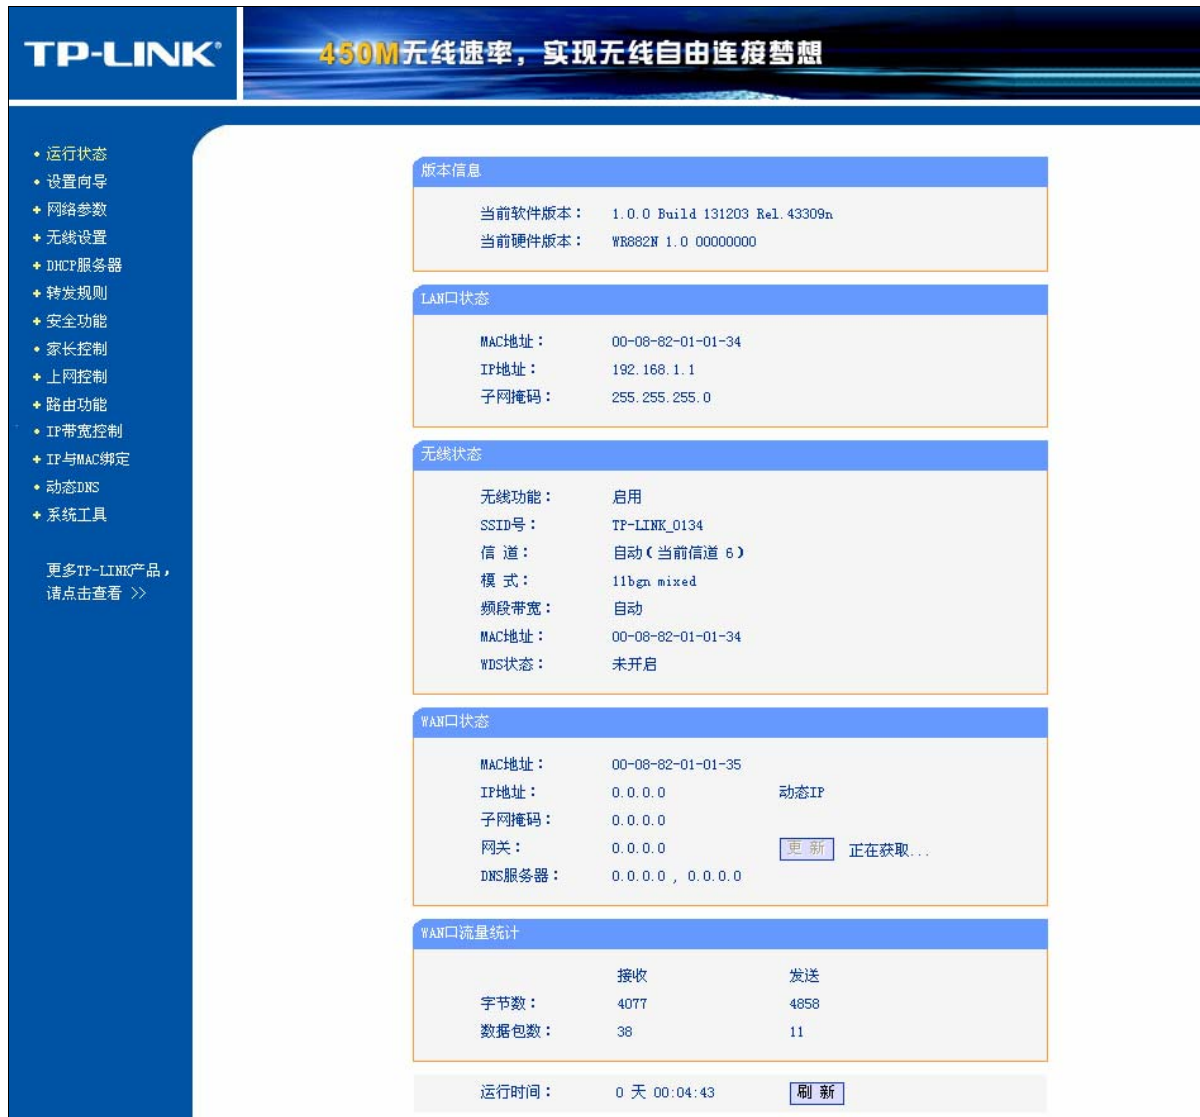 TP-LINK®
450M无线速率，实现无线自由连接梦想
• 运行状态
• 设置向导
+ 网络参数
+ 无线设置
+ DHCP服务器
+ 转发规则
+ 安全功能
• 家长控制
+ 上网控制
+ 路由功能
• IP带宽控制
+ IP与MAC绑定
• 动态DNS
+ 系统工具
更多TP-LINK产品，
请点击查看 >>
版本信息
当前软件版本： 1.0.0 Build 131203 Rel.43309n
当前硬件版本： WR882N 1.0 00000000
LAN口状态
MAC地址： 00-08-82-01-01-34
IP地址： 192.168.1.1
子网掩码： 255.255.255.0
无线状态
无线功能： 启用
SSID号： TP-LINK_0134
信 道： 自动（当前信道 6）
模 式： 11bgn mixed
频段带宽： 自动
MAC地址： 00-08-82-01-01-34
WDS状态： 未开启
WAN口状态
MAC地址： 00-08-82-01-01-35
IP地址： 0.0.0.0 动态IP
子网掩码： 0.0.0.0
网关： 0.0.0.0 更 新 正在获取...
DNS服务器： 0.0.0.0 , 0.0.0.0
WAN口流量统计
接收 发送
字节数： 4077 4858
数据包数： 38 11
运行时间： 0 天 00:04:43 刷 新